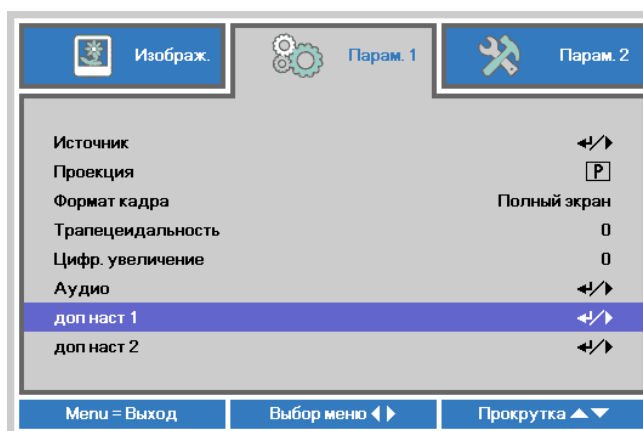 Изображ. Парам. 1 Парам. 2
Источник
Проекция P
Формат кадра Полный экран
Трапецеидальность 0
Цифр. увеличение 0
Аудио
доп наст 1
доп наст 2
Menu = Выход Выбор меню Прокрутка